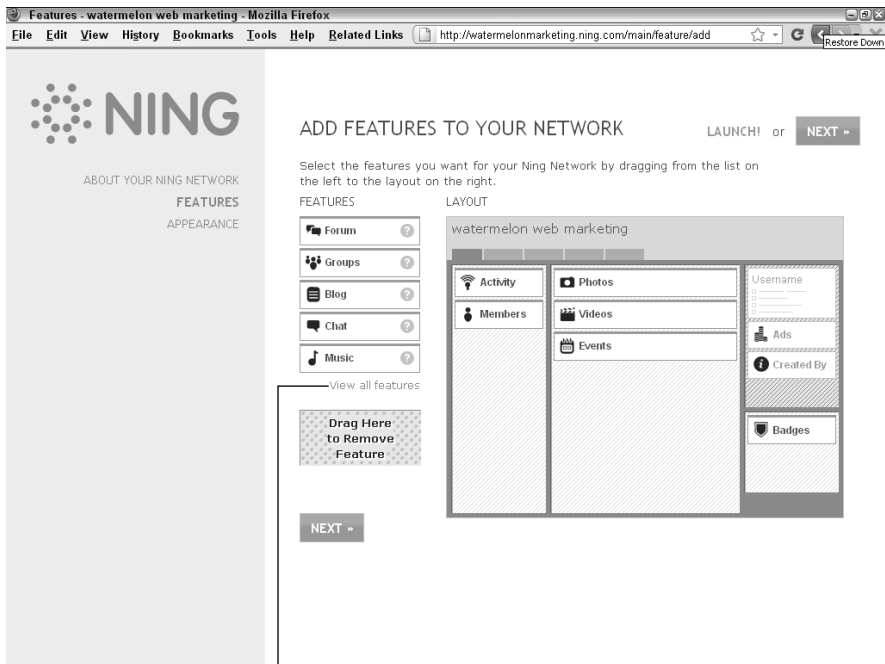 Features - watermelon web marketing - Mozilla Firefox
File Edit View History Bookmarks Tools Help Related Links http://watermelonmarketing.ning.com/main/feature/add
Restore Down
NING
ABOUT YOUR NING NETWORK
FEATURES
APPEARANCE
ADD FEATURES TO YOUR NETWORK
LAUNCH! or NEXT »
Select the features you want for your Ning Network by dragging from the list on
the left to the layout on the right.
FEATURES
Forum ?
Groups ?
Blog ?
Chat ?
Music ?
View all features
Drag Here
to Remove
Feature
NEXT »
LAYOUT
watermelon web marketing
Activity
Members
Photos
Videos
Events
Username
Ads
Created By
Badges